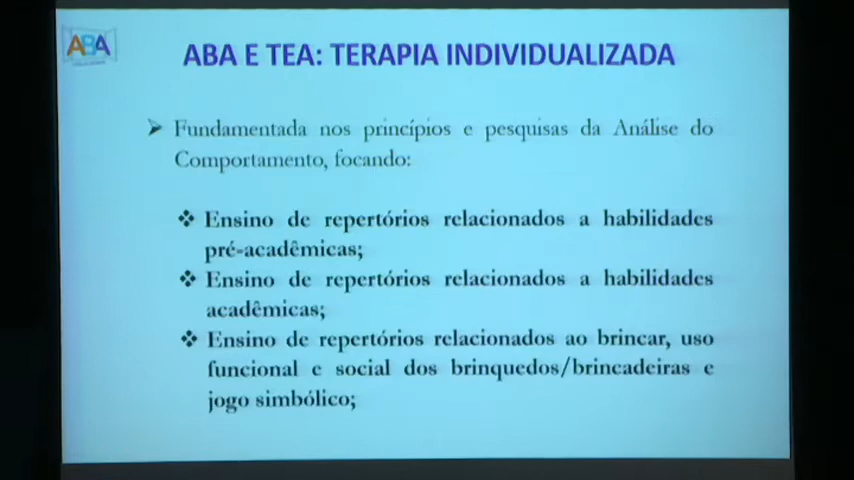 ABA
ABA E TEA: TERAPIA INDIVIDUALIZADA
Fundamentada nos princípios e pesquisas da Análise do
Comportamento, focando:
Ensino de repertórios relacionados a habilidades
pré-acadêmicas;
Ensino de repertórios relacionados a habilidades
acadêmicas;
Ensino de repertórios relacionados ao brincar, uso
funcional e social dos brinquedos/brincadeiras e
jogo simbólico;